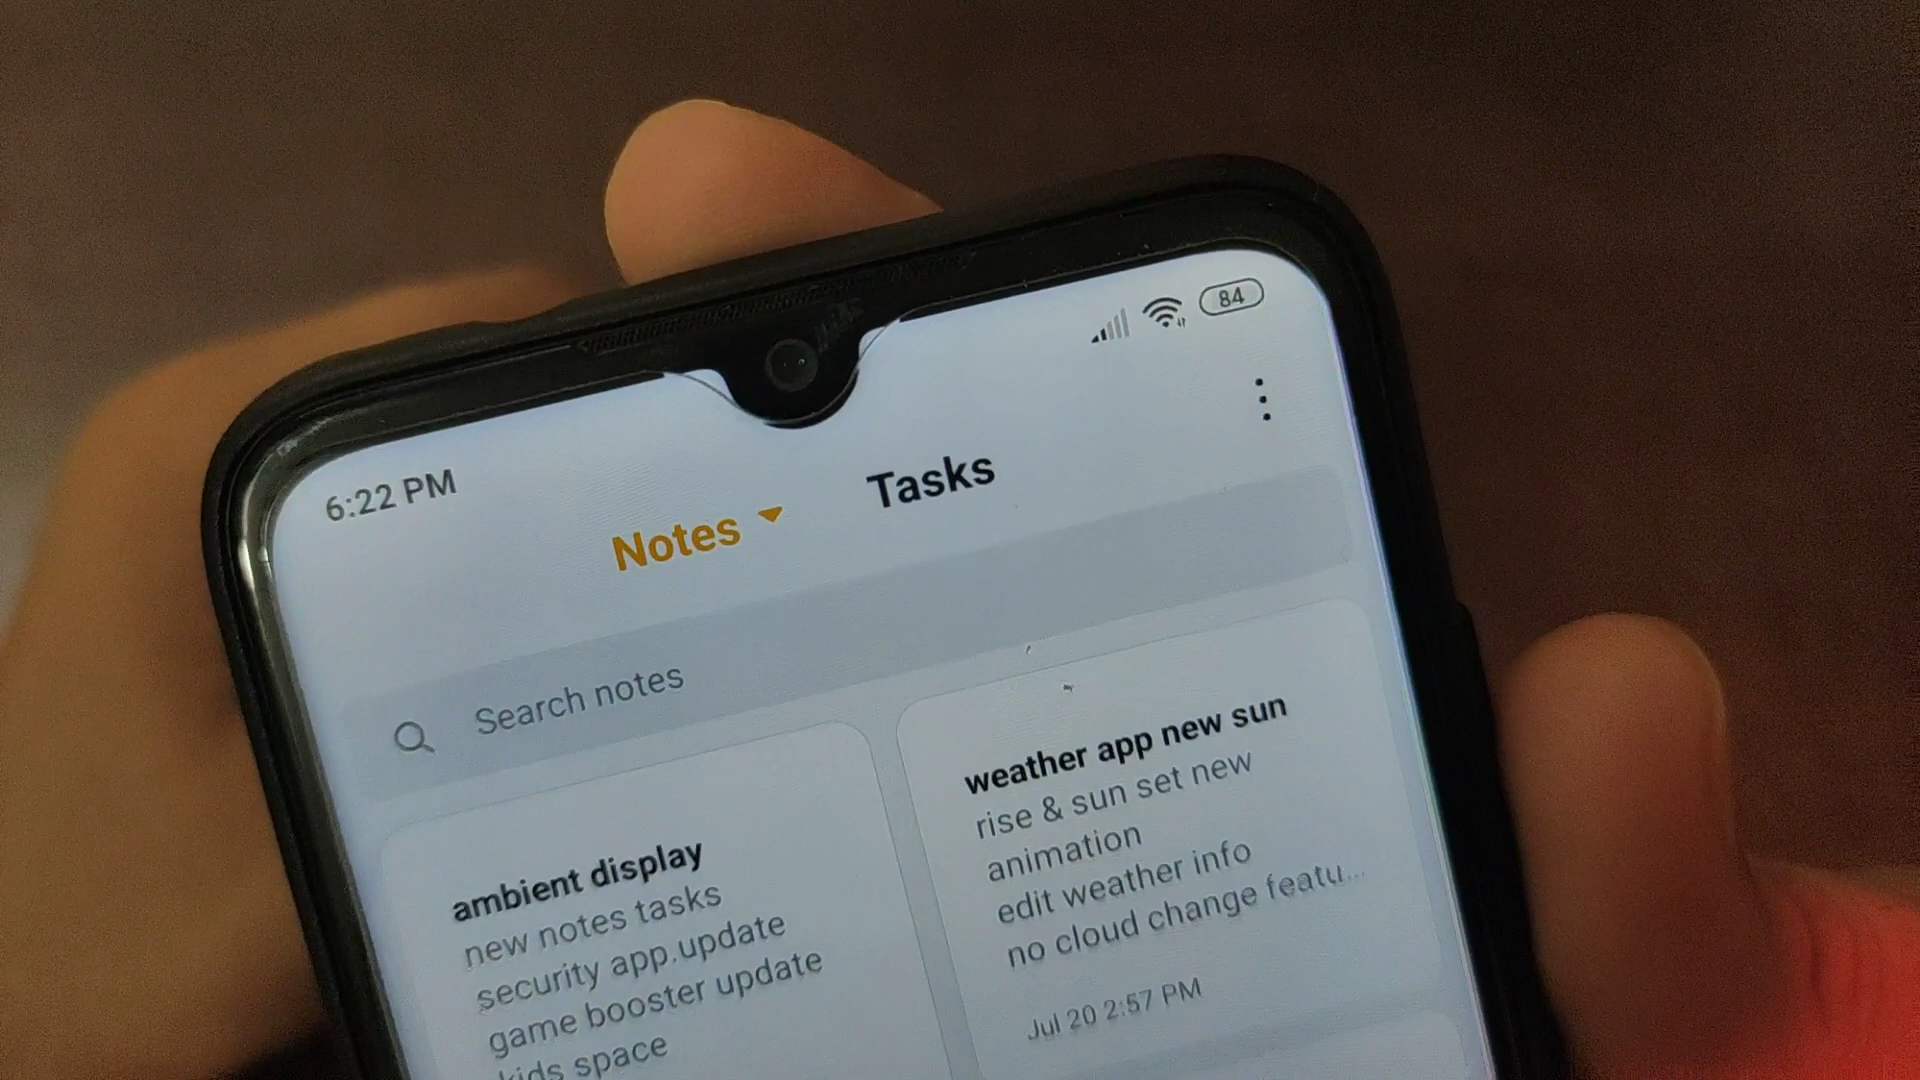 6:22 PM
84
Notes
Tasks
Search notes
ambient display
new notes tasks
security app.update
game booster update
kids space
weather app new sun
rise & sun set new
animation
edit weather info
no cloud change featu...
Jul 20 2:57 PM